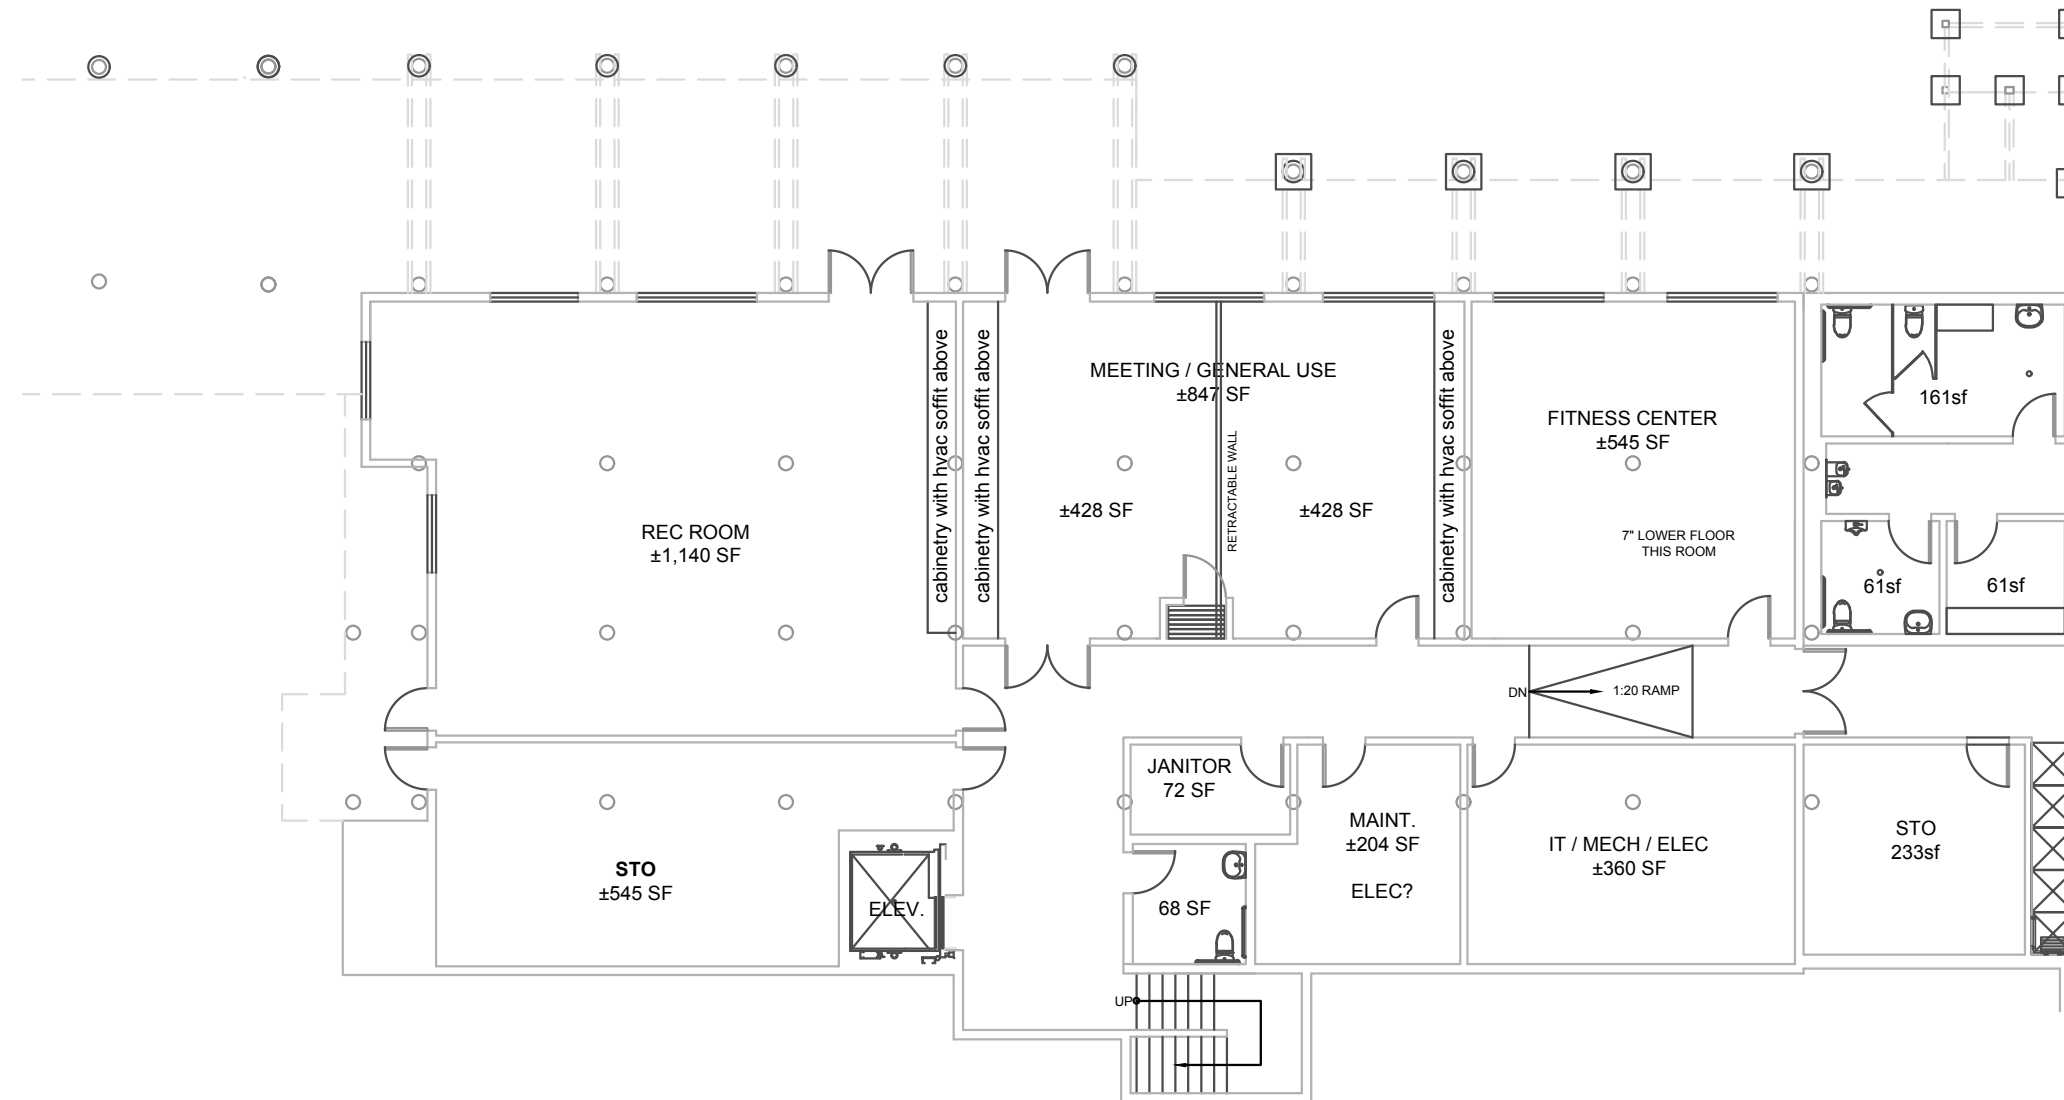 MEETING / GENERAL USE
±847 SF
cabinetry with hvac soffit above
cabinetry with hvac soffit above
cabinetry with hvac soffit above
RETRACTABLE WALL
±428 SF
±428 SF
FITNESS CENTER
±545 SF
7" LOWER FLOOR
THIS ROOM
161sf
61sf
61sf
REC ROOM
±1,140 SF
DN
1:20 RAMP
JANITOR
72 SF
MAINT.
±204 SF
ELEC?
IT / MECH / ELEC
±360 SF
STO
233sf
STO
±545 SF
ELEV.
68 SF
UP